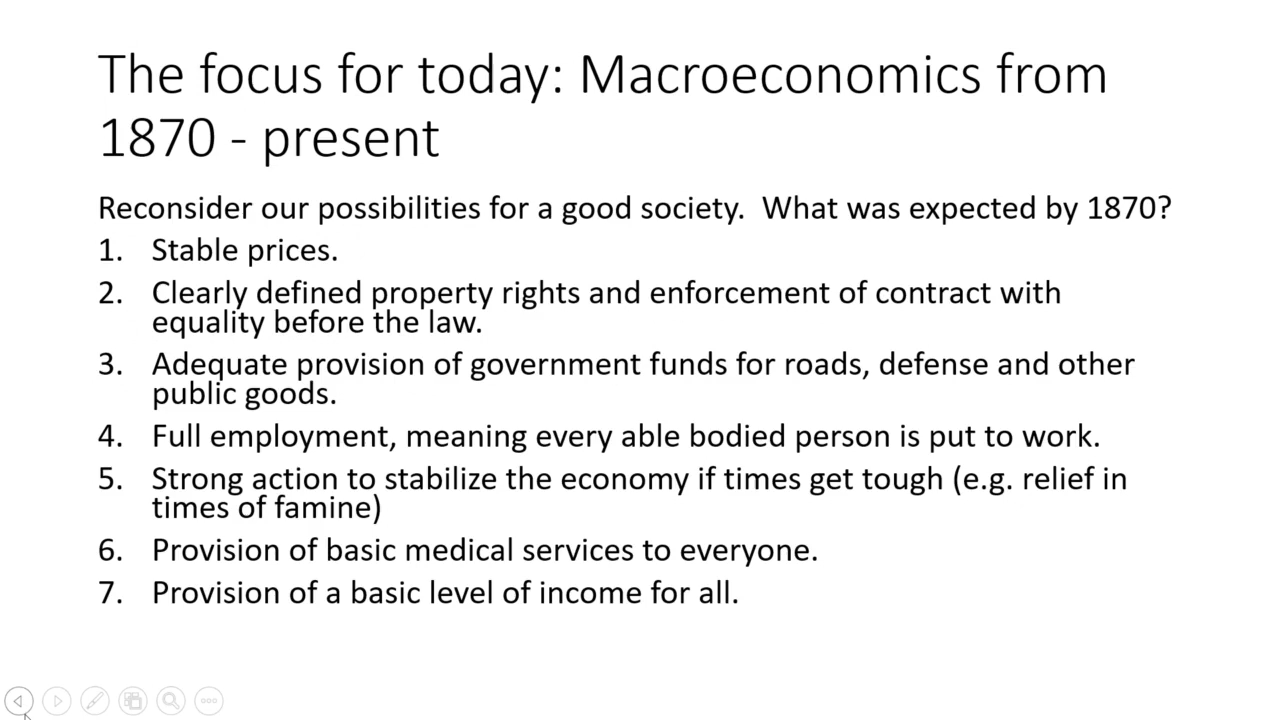 The focus for today: Macroeconomics from
1870 - present
Reconsider our possibilities for a good society.  What was expected by 1870?
1. Stable prices.
2. Clearly defined property rights and enforcement of contract with
equality before the law.
3. Adequate provision of government funds for roads, defense and other
public goods.
4. Full employment, meaning every able bodied person is put to work.
5. Strong action to stabilize the economy if times get tough (e.g. relief in
times of famine)
6. Provision of basic medical services to everyone.
7. Provision of a basic level of income for all.